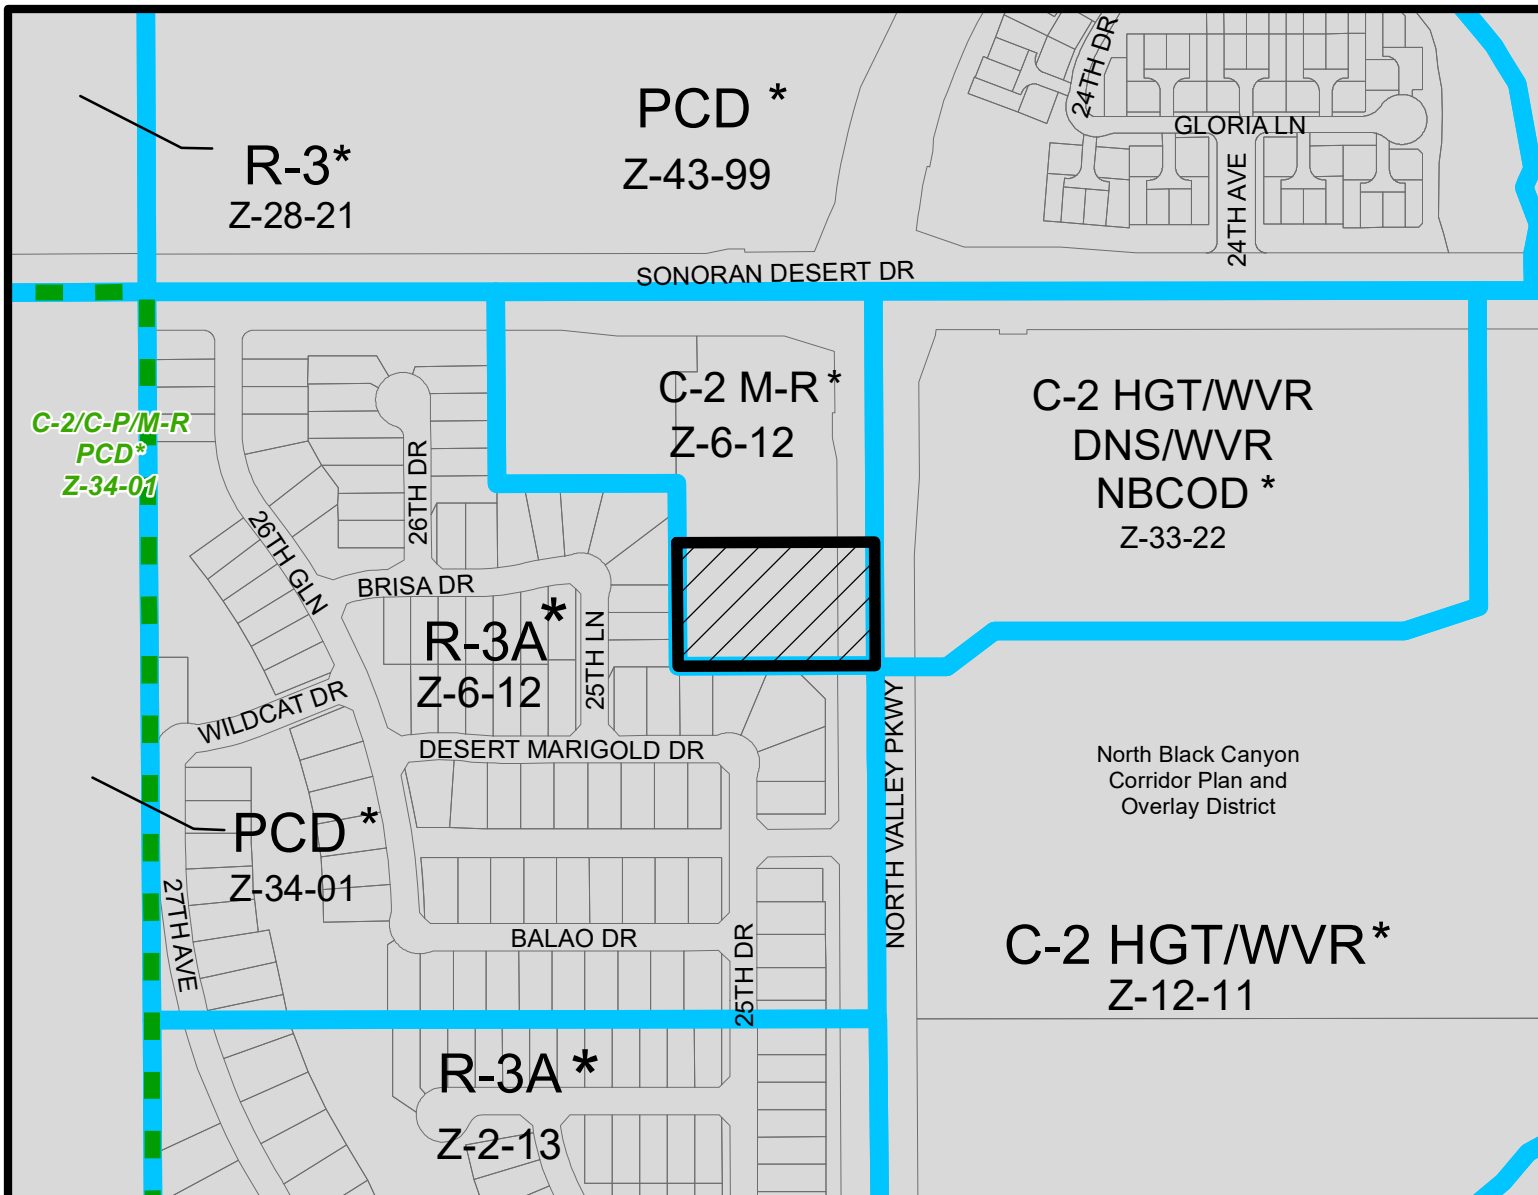 24TH DR
PCD *
Z-43-99
GLORIA LN
R-3*
Z-28-21
24TH AVE
SONORAN DESERT DR
C-2 M-R *
Z-6-12
C-2 HGT/WVR
DNS/WVR
NBCOD *
Z-33-22
C-2/C-P/M-R
PCD*
Z-34-01
26TH DR
26TH GLN
BRISA DR
R-3A*
Z-6-12
25TH LN
WILDCAT DR
DESERT MARIGOLD DR
NORTH VALLEY PKWY
North Black Canyon
Corridor Plan and
Overlay District
PCD *
Z-34-01
27TH AVE
BALAO DR
25TH DR
C-2 HGT/WVR *
Z-12-11
R-3A *
Z-2-13